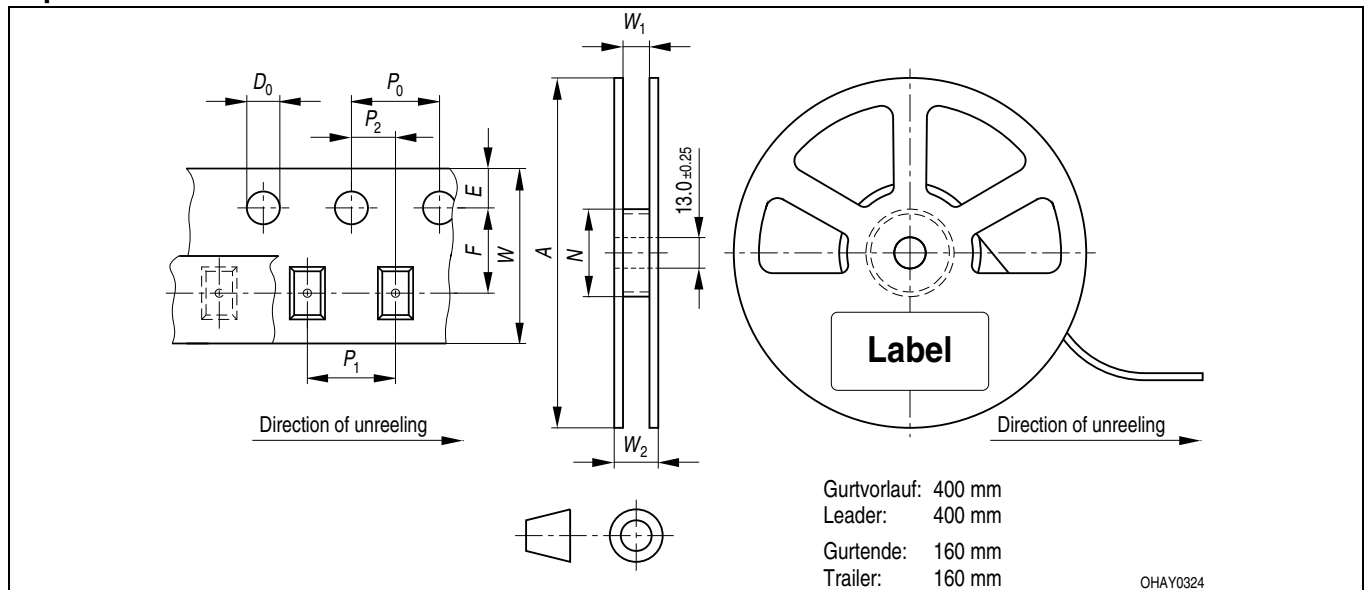 W1
D0
P0
P2
E
F
W
A
N
13.0 ±0.25
P1
Label
Direction of unreeling
W2
Direction of unreeling
Gurtvorlauf: 400 mm
Leader: 400 mm
Gurtende: 160 mm
Trailer: 160 mm
OHAY0324